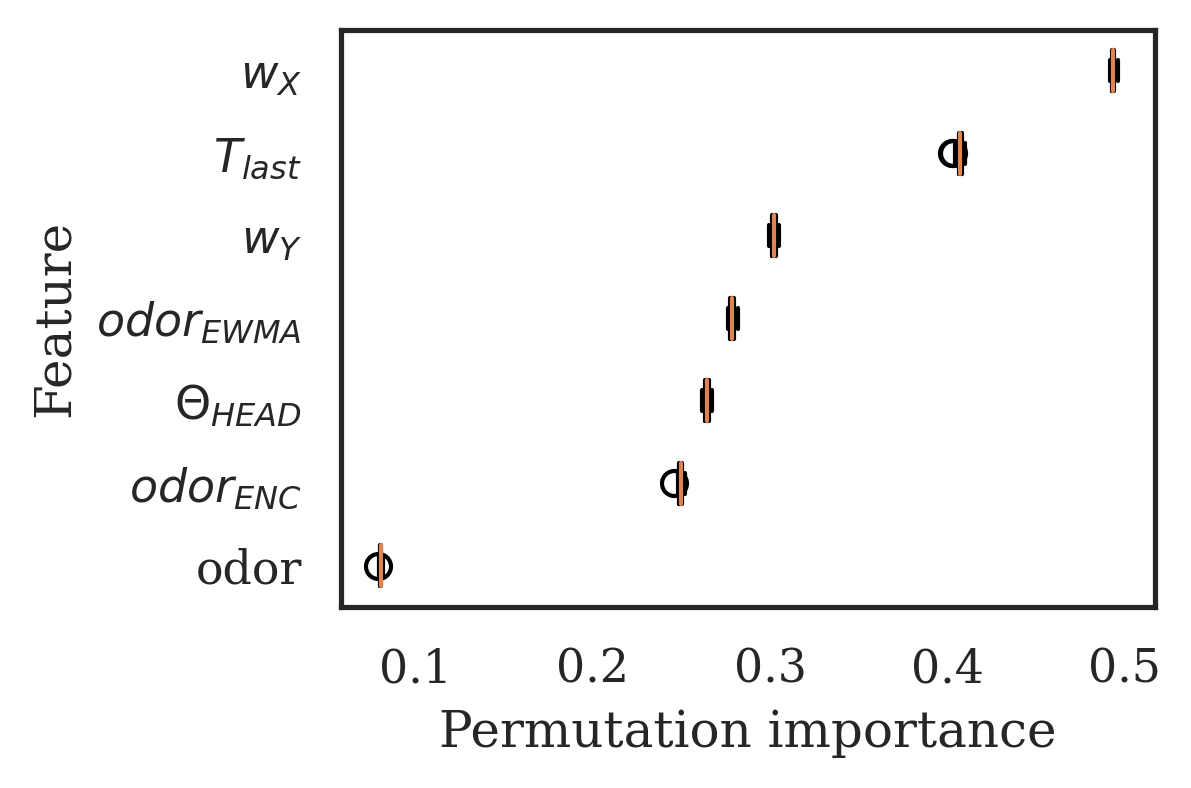 w_X
T_last
w_Y
odor_EWMA
Θ_HEAD
odor_ENC
odor
Feature
0.1 0.2 0.3 0.4 0.5
Permutation importance